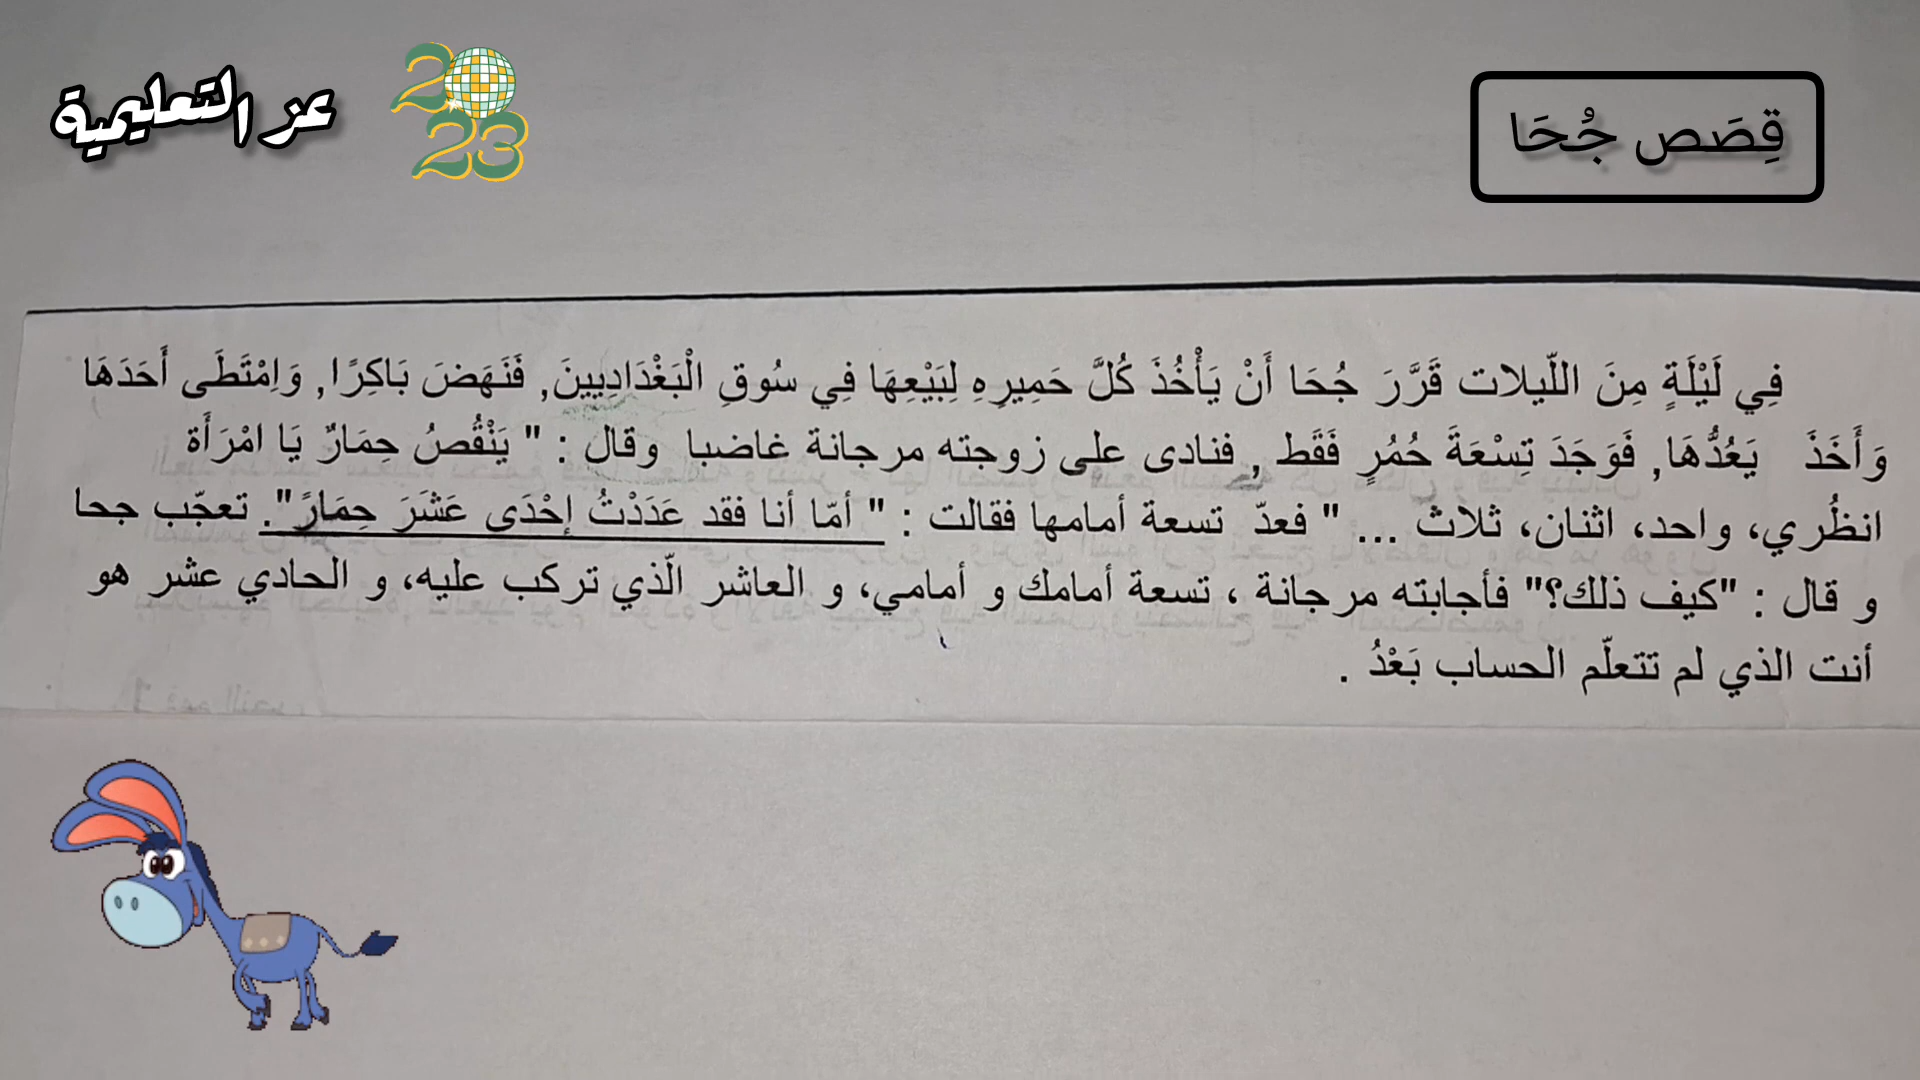 قِصَص جُحَا
2023
عز التعليمية
فِي لَيْلَةٍ مِنَ اللّيلات قَرَّرَ جُحَا أَنْ يَأْخُذَ كُلَّ حَمِيرِهِ لِبَيْعِهَا فِي سُوقِ الْبَغْدَادِيِينَ, فَنَهَضَ بَاكِرًا, وَاِمْتَطَى أَحَدَهَا
وَأَخَذَ يَعُدُّهَا, فَوَجَدَ تِسْعَةَ حُمُرٍ فَقَط , فنادى على زوجته مرجانة غاضبا وقال : " يَنْقُصُ حِمَارٌ يَا امْرَأَة
انظُري، واحد، اثنان، ثلاث ..." فعدّ تسعة أمامها فقالت : " أمّا أنا فقد عَدَدْتُ إحْدَى عَشَرَ حِمَارً". تعجّب جحا
و قال : "كيف ذلك؟" فأجابته مرجانة ، تسعة أمامك و أمامي، و العاشر الّذي تركب عليه، و الحادي عشر هو
أنت الذي لم تتعلّم الحساب بَعْدُ .